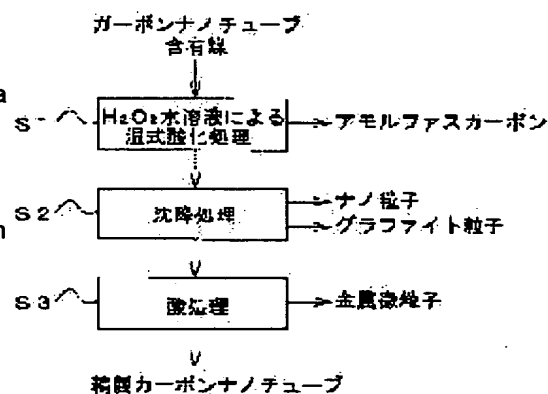 カーボンナノチューブ
含有煤
a
S
H₂O₂水溶液による
湿式酸化処理
アモルファスカーボン
S2
沈降処理
ナノ粒子
グラファイト粒子
n
S3
酸処理
金属微粒子
精製カーボンナノチューブ